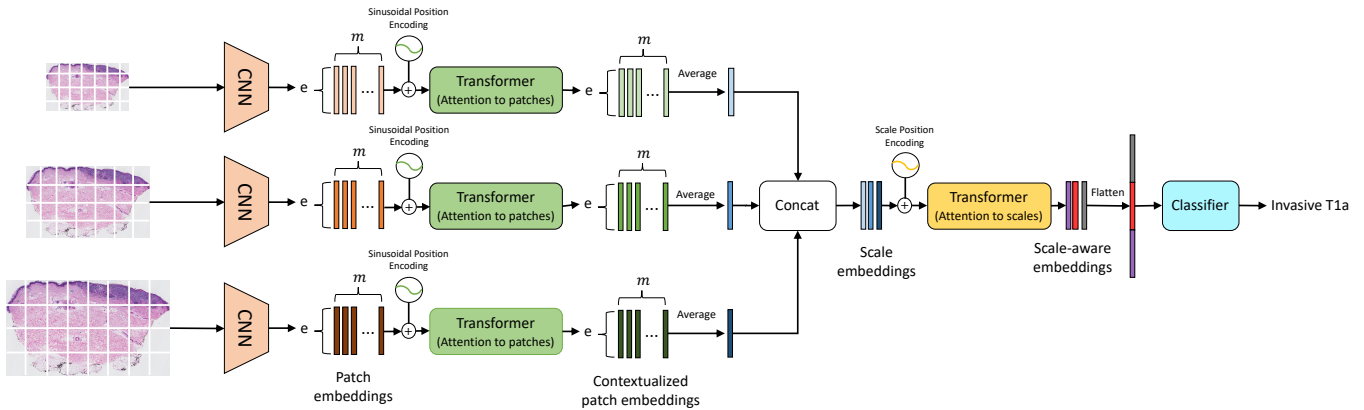 Sinusoidal Position
Encoding
m
CNN
e
...
+
Transformer
(Attention to patches)
e
m
...
Average
Sinusoidal Position
Encoding
m
CNN
e
...
+
Transformer
(Attention to patches)
e
m
...
Average
Concat
Scale Position
Encoding
+
Scale
embeddings
Transformer
(Attention to scales)
Scale-aware
embeddings
Flatten
Classifier
Invasive T1a
Sinusoidal Position
Encoding
m
CNN
e
...
+
Transformer
(Attention to patches)
e
m
...
Average
Patch
embeddings
Contextualized
patch embeddings